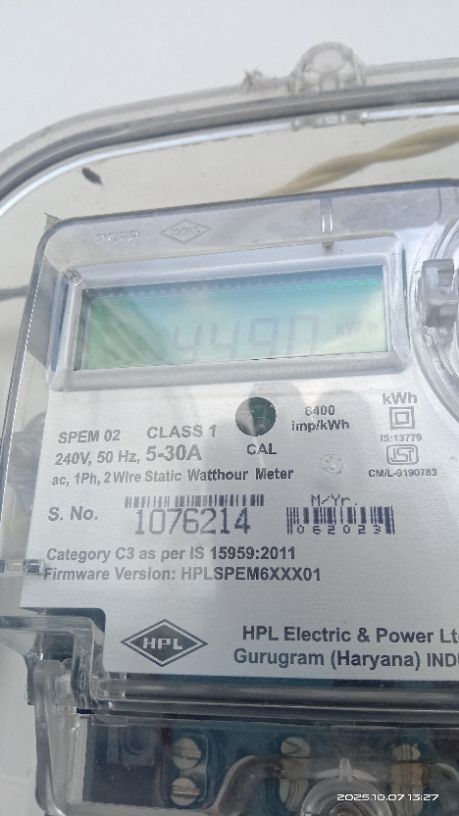 4490 kWh
SPEM 02 CLASS 1
240V, 50 Hz, 5-30A
ac, 1Ph, 2 Wire Static Watthour Meter
CAL
6400
imp/kWh
kWh
IS:13779
ISI
CM/L-9190783
S. No. 1076214
M/Yr.
062023
Category C3 as per IS 15959:2011
Firmware Version: HPLSPEM6XXX01
HPL
HPL Electric & Power
Gurugram (Haryana)
2025.10.07 13:27